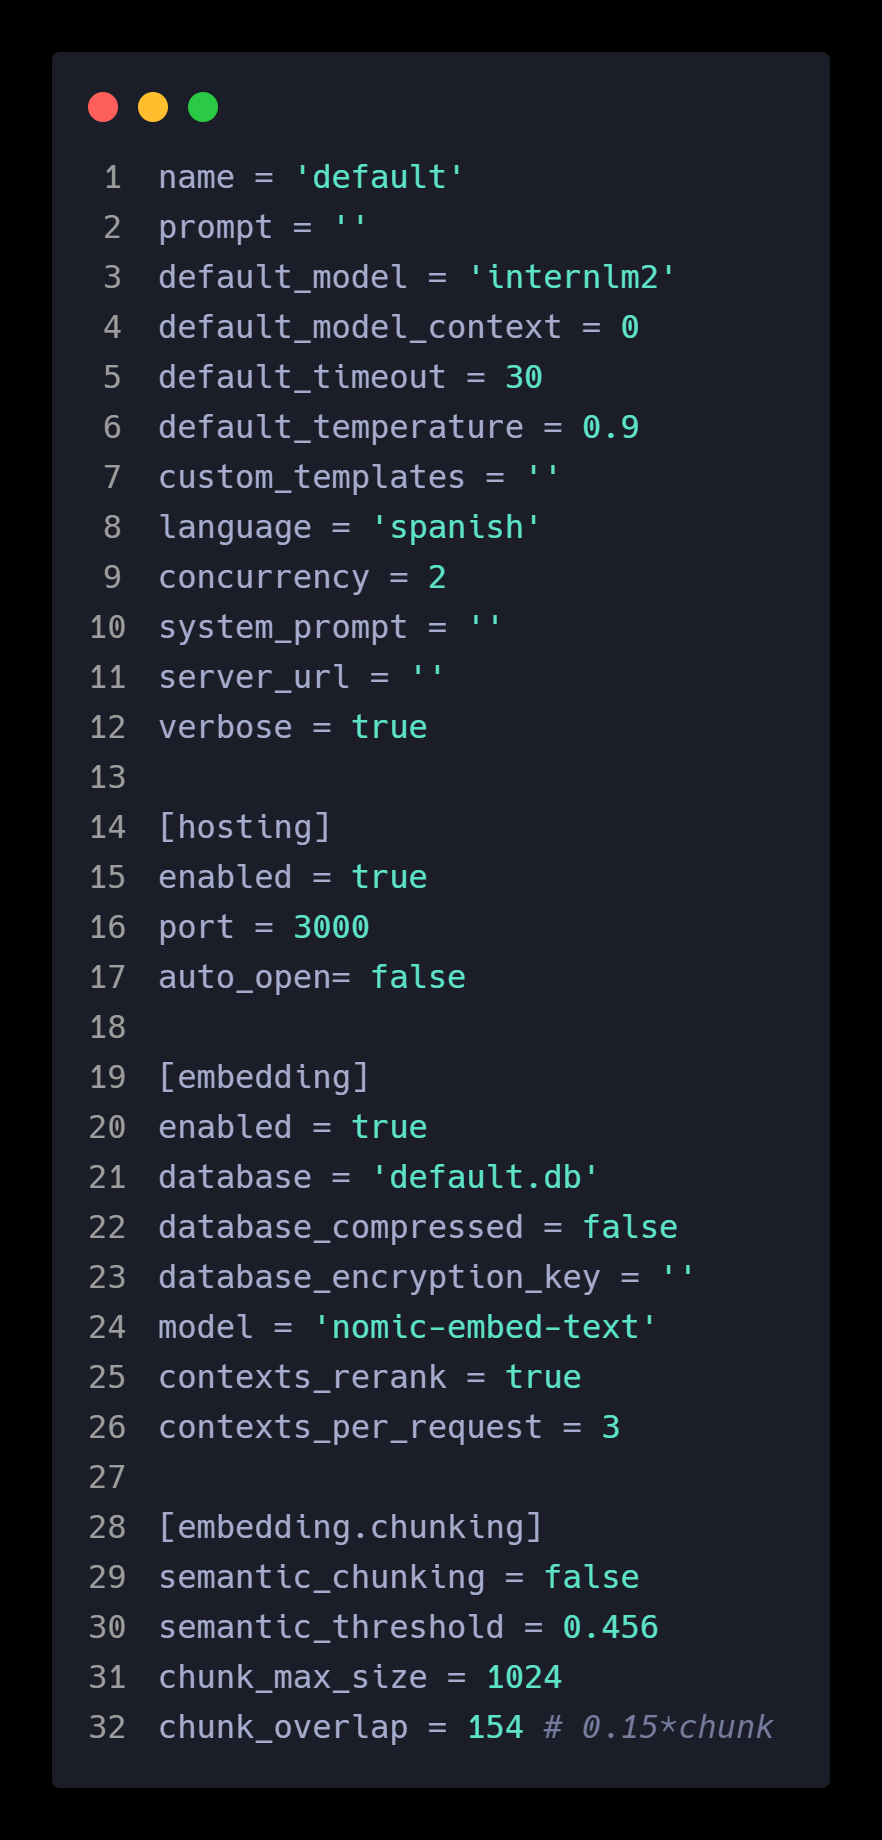 1 name = 'default'
2 prompt = ''
3 default_model = 'internlm2'
4 default_model_context = 0
5 default_timeout = 30
6 default_temperature = 0.9
7 custom_templates = ''
8 language = 'spanish'
9 concurrency = 2
10 system_prompt = ''
11 server_url = ''
12 verbose = true
13
14 [hosting]
15 enabled = true
16 port = 3000
17 auto_open= false
18
19 [embedding]
20 enabled = true
21 database = 'default.db'
22 database_compressed = false
23 database_encryption_key = ''
24 model = 'nomic-embed-text'
25 contexts_rerank = true
26 contexts_per_request = 3
27
28 [embedding.chunking]
29 semantic_chunking = false
30 semantic_threshold = 0.456
31 chunk_max_size = 1024
32 chunk_overlap = 154 # 0.15*chunk